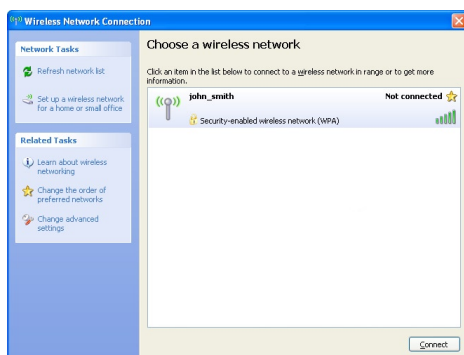 Wireless Network Connection
Network Tasks
Refresh network list
Set up a wireless network
for a home or small office
Related Tasks
Learn about wireless
networking
Change the order of
preferred networks
Change advanced
settings
Choose a wireless network
Click an item in the list below to connect to a wireless network in range or to get more
information.
john_smith Not connected
Security-enabled wireless network (WPA)
Connect